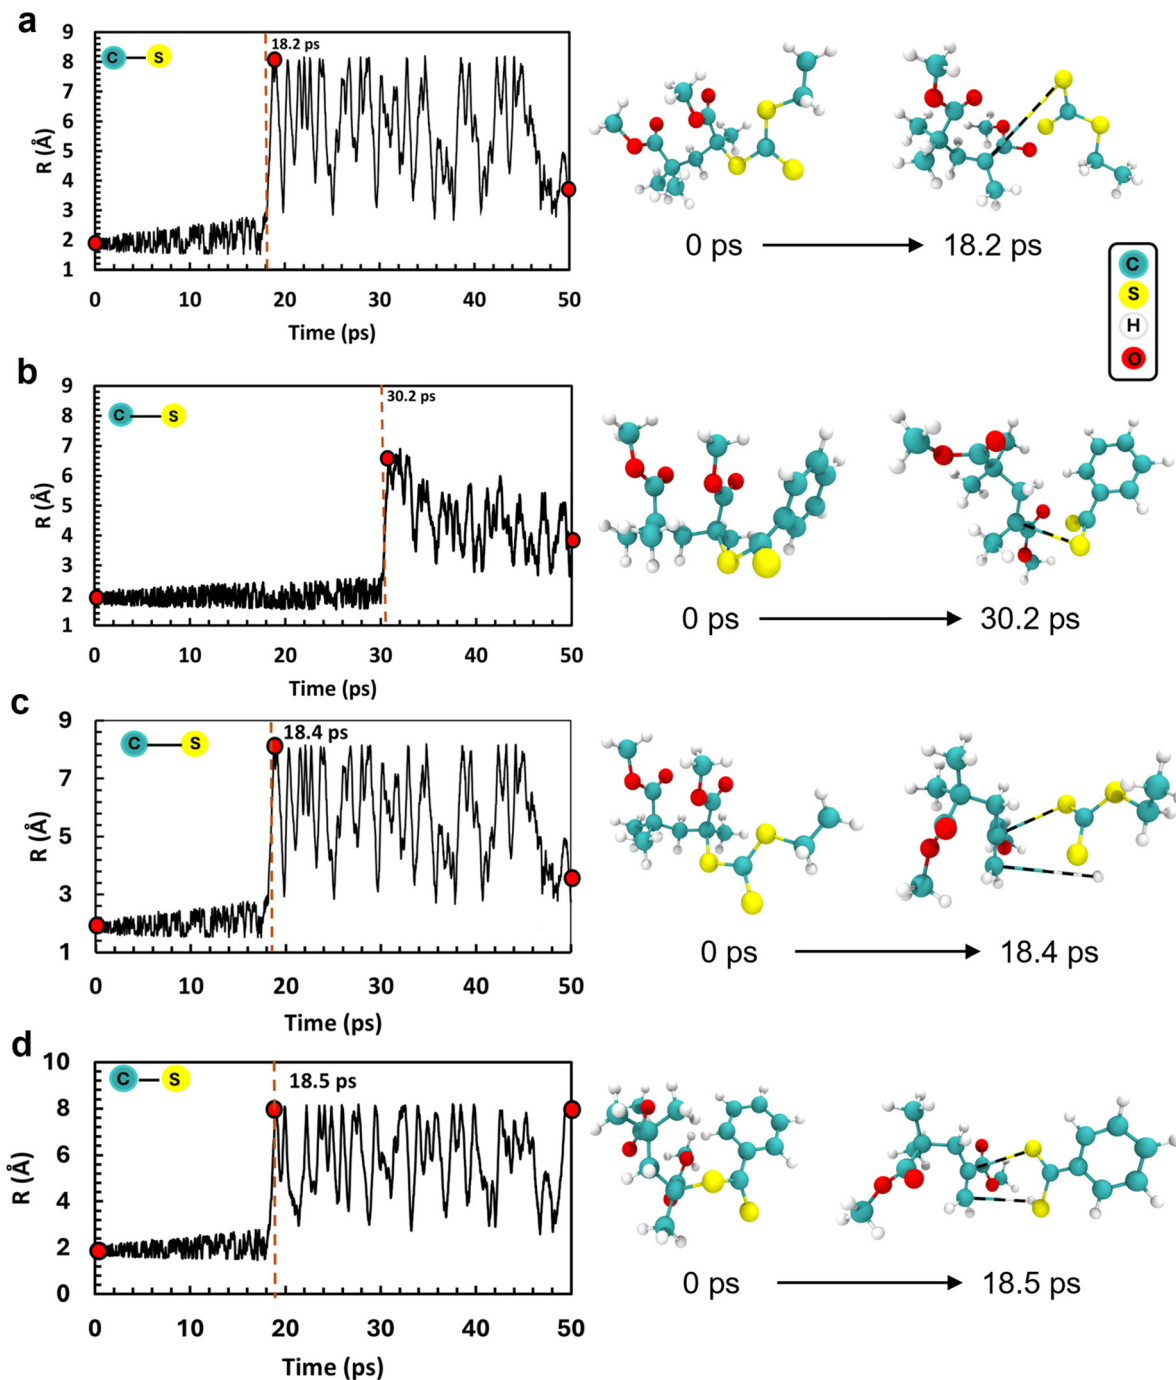 a
9
8
7
6
5
4
3
2
1
R (Å)
C S
18.2 ps
0 10 20 30 40 50
Time (ps)
0 ps 18.2 ps
C
S
H
O
b
9
8
7
6
5
4
3
2
1
R (Å)
C S
30.2 ps
0 10 20 30 40 50
Time (ps)
0 ps 30.2 ps
c
9
7
5
3
1
R (Å)
C S
18.4 ps
0 10 20 30 40 50
Time (ps)
0 ps 18.4 ps
d
10
8
6
4
2
0
R (Å)
C S
18.5 ps
0 10 20 30 40 50
Time (ps)
0 ps 18.5 ps